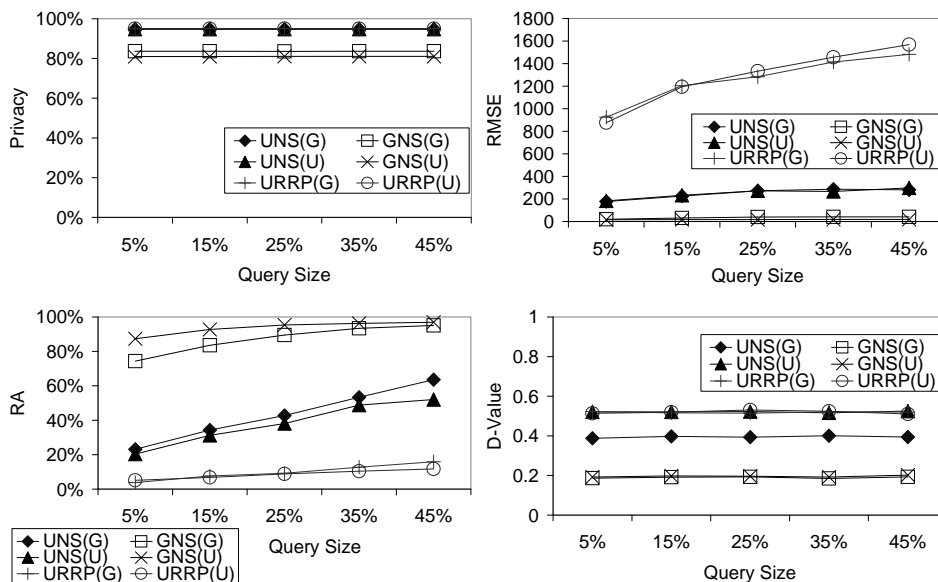 100%
80%
60%
40%
20%
0%
Privacy
UNS(G)
GNS(G)
UNS(U)
GNS(U)
URRP(G)
URRP(U)
5%
15%
25%
35%
45%
Query Size
1800
1600
1400
1200
1000
800
600
400
200
0
RMSE
UNS(G)
GNS(G)
UNS(U)
GNS(U)
URRP(G)
URRP(U)
5%
15%
25%
35%
45%
Query Size
100%
80%
60%
40%
20%
0%
RA
5%
15%
25%
35%
45%
Query Size
UNS(G)
GNS(G)
UNS(U)
GNS(U)
URRP(G)
URRP(U)
1
0.8
0.6
0.4
0.2
0
D-Value
UNS(G)
GNS(G)
UNS(U)
GNS(U)
URRP(G)
URRP(U)
5%
15%
25%
35%
45%
Query Size